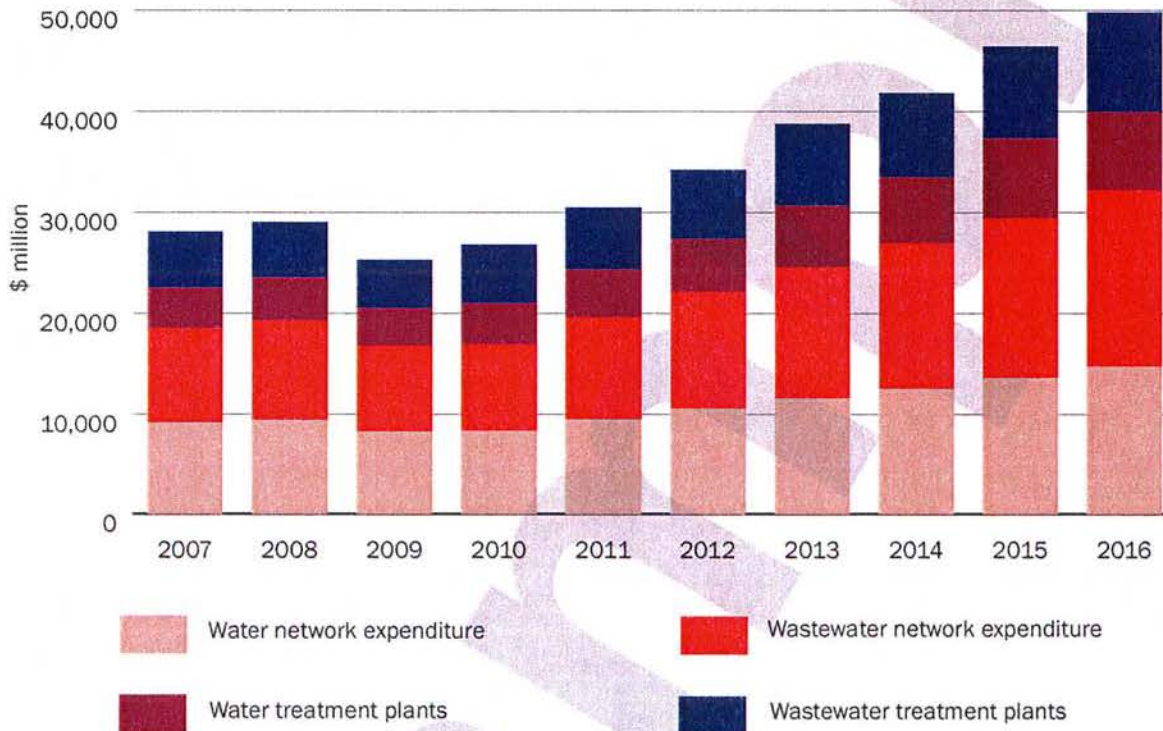 50,000
40,000
30,000
20,000
10,000
0
$ million
2007 2008 2009 2010 2011 2012 2013 2014 2015 2016
Water network expenditure
Wastewater network expenditure
Water treatment plants
Wastewater treatment plants